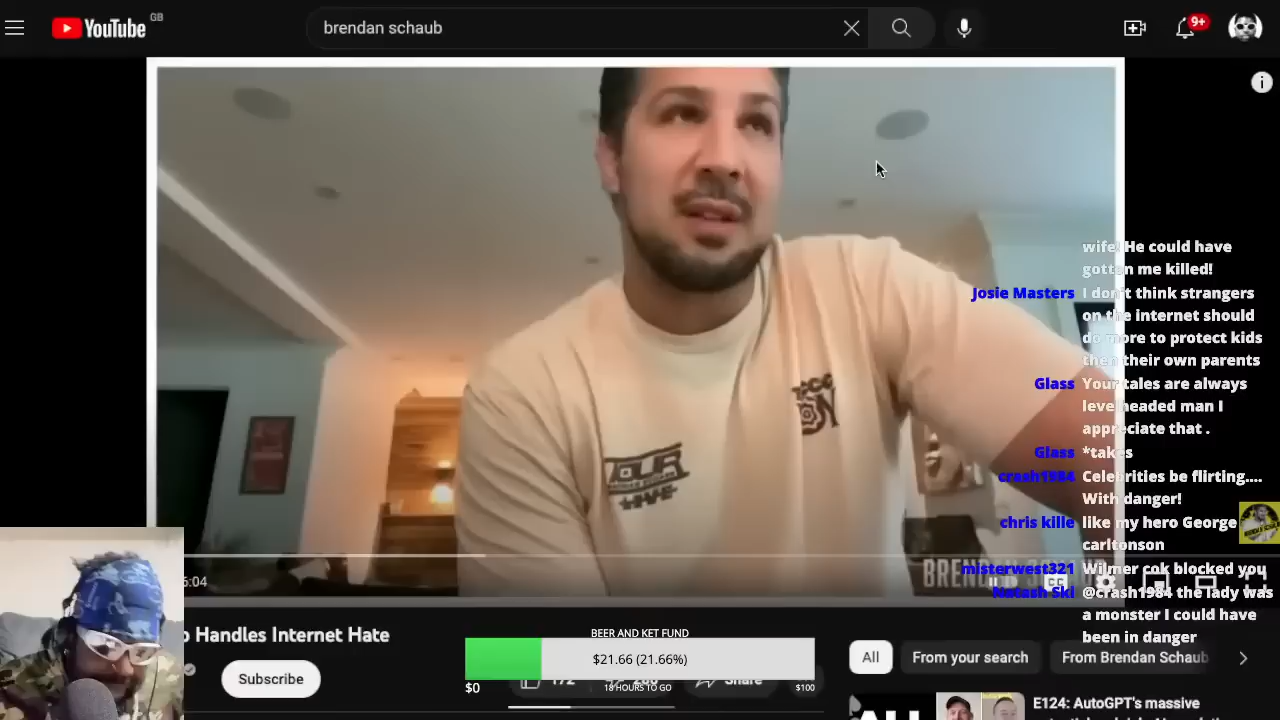 YouTube
GB
brendan schaub
9+
wife! He could have
gotten me killed!
Josie Masters I don't think strangers
on the internet should
do more to protect kids
then their own parents
Glass Your tales are always
leve headed man I
appreciate that .
Glass *takes
crash1984 Celebrities be flirting....
With danger!
chris kille like my hero George
carltonson
misterwest321 Wilmer cok blocked you
Natash Ski @crash1984 the lady was
a monster I could have
been in danger
TOUR
5:04
CC
Handles Internet Hate
Subscribe
BEER AND KET FUND
$21.66 (21.66%)
$0
18 HOURS TO GO
$100
Share
All
From your search
From Brendan Schaub
E124: AutoGPT's massive